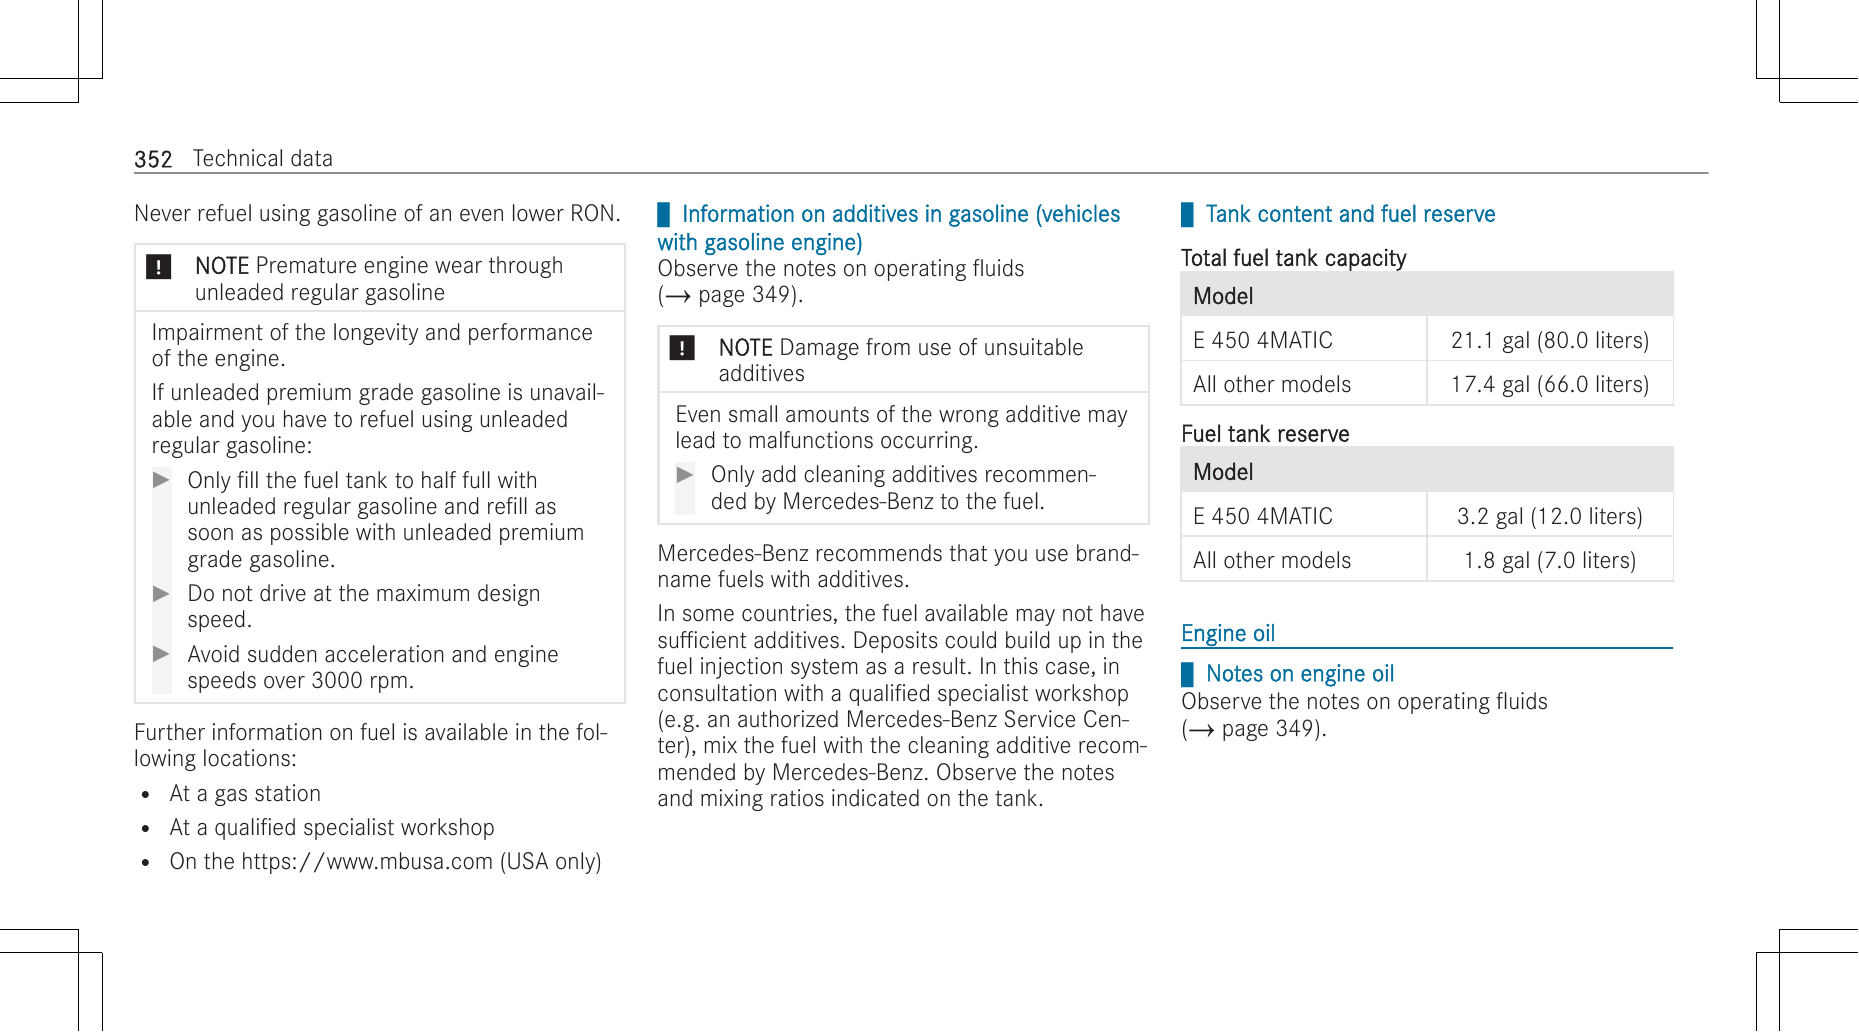 352 Technical data
Never refuel using gasoline of an even lower RON.
! NOTE Premature engine wear through
unleaded regular gasoline
Impairment of the longevity and performance
of the engine.
If unleaded premium grade gasoline is unavail-
able and you have to refuel using unleaded
regular gasoline:
▶ Only fill the fuel tank to half full with
unleaded regular gasoline and refill as
soon as possible with unleaded premium
grade gasoline.
▶ Do not drive at the maximum design
speed.
▶ Avoid sudden acceleration and engine
speeds over 3000 rpm.
Further information on fuel is available in the fol-
lowing locations:
• At a gas station
• At a qualified specialist workshop
• On the https://www.mbusa.com (USA only)
Information on additives in gasoline (vehicles
with gasoline engine)
Observe the notes on operating fluids
(→ page 349).
! NOTE Damage from use of unsuitable
additives
Even small amounts of the wrong additive may
lead to malfunctions occurring.
▶ Only add cleaning additives recommen-
ded by Mercedes-Benz to the fuel.
Mercedes-Benz recommends that you use brand-
name fuels with additives.
In some countries, the fuel available may not have
sufficient additives. Deposits could build up in the
fuel injection system as a result. In this case, in
consultation with a qualified specialist workshop
(e.g. an authorized Mercedes-Benz Service Cen-
ter), mix the fuel with the cleaning additive recom-
mended by Mercedes-Benz. Observe the notes
and mixing ratios indicated on the tank.
Tank content and fuel reserve
Total fuel tank capacity
Model
E 450 4MATIC 21.1 gal (80.0 liters)
All other models 17.4 gal (66.0 liters)
Fuel tank reserve
Model
E 450 4MATIC 3.2 gal (12.0 liters)
All other models 1.8 gal (7.0 liters)
Engine oil
Notes on engine oil
Observe the notes on operating fluids
(→ page 349).